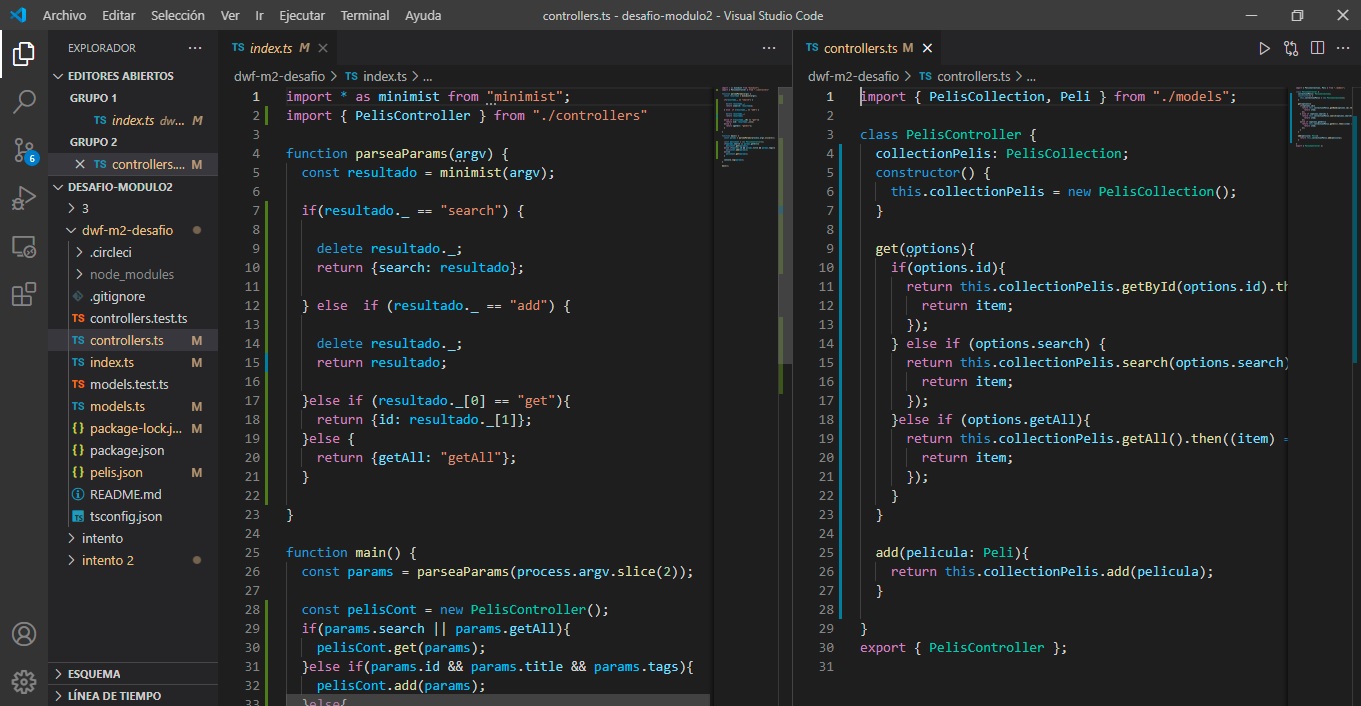 Archivo Editar Selección Ver Ir Ejecutar Terminal Ayuda
controllers.ts - desafio-modulo2 - Visual Studio Code
EXPLORADOR
EDITORES ABIERTOS
GRUPO 1
TS index.ts dw... M
GRUPO 2
TS controllers.... M
6
DESAFIO-MODULO2
3
dwf-m2-desafio
.circleci
node_modules
.gitignore
TS controllers.test.ts
TS controllers.ts M
TS index.ts M
TS models.test.ts
TS models.ts M
{} package-lock.j... M
{} package.json
{} pelis.json M
README.md
TS tsconfig.json
intento
intento 2
ESQUEMA
LÍNEA DE TIEMPO
TS index.ts M
dwf-m2-desafio > TS index.ts > ...
1 import * as minimist from "minimist";
2 import { PelisController } from "./controllers"
3
4 function parseaParams(argv) {
5 const resultado = minimist(argv);
6
7 if(resultado._ == "search") {
8
9 delete resultado._;
10 return {search: resultado};
11
12 } else  if (resultado._ == "add") {
13
14 delete resultado._;
15 return resultado;
16
17 }else if (resultado._[0] == "get"){
18 return {id: resultado._[1]};
19 }else {
20 return {getAll: "getAll"};
21 }
22
23 }
24
25 function main() {
26 const params = parseaParams(process.argv.slice(2));
27
28 const pelisCont = new PelisController();
29 if(params.search || params.getAll){
30 pelisCont.get(params);
31 }else if(params.id && params.title && params.tags){
32 pelisCont.add(params);
33 }else{
TS controllers.ts M
dwf-m2-desafio > TS controllers.ts > ...
1 import { PelisCollection, Peli } from "./models";
2
3 class PelisController {
4 collectionPelis: PelisCollection;
5 constructor() {
6 this.collectionPelis = new PelisCollection();
7 }
8
9 get(options){
10 if(options.id){
11 return this.collectionPelis.getById(options.id).th
12 return item;
13 });
14 } else if (options.search) {
15 return this.collectionPelis.search(options.search)
16 return item;
17 });
18 }else if (options.getAll){
19 return this.collectionPelis.getAll().then((item) =
20 return item;
21 });
22 }
23 }
24
25 add(pelicula: Peli){
26 return this.collectionPelis.add(pelicula);
27 }
28
29 }
30 export { PelisController };
31